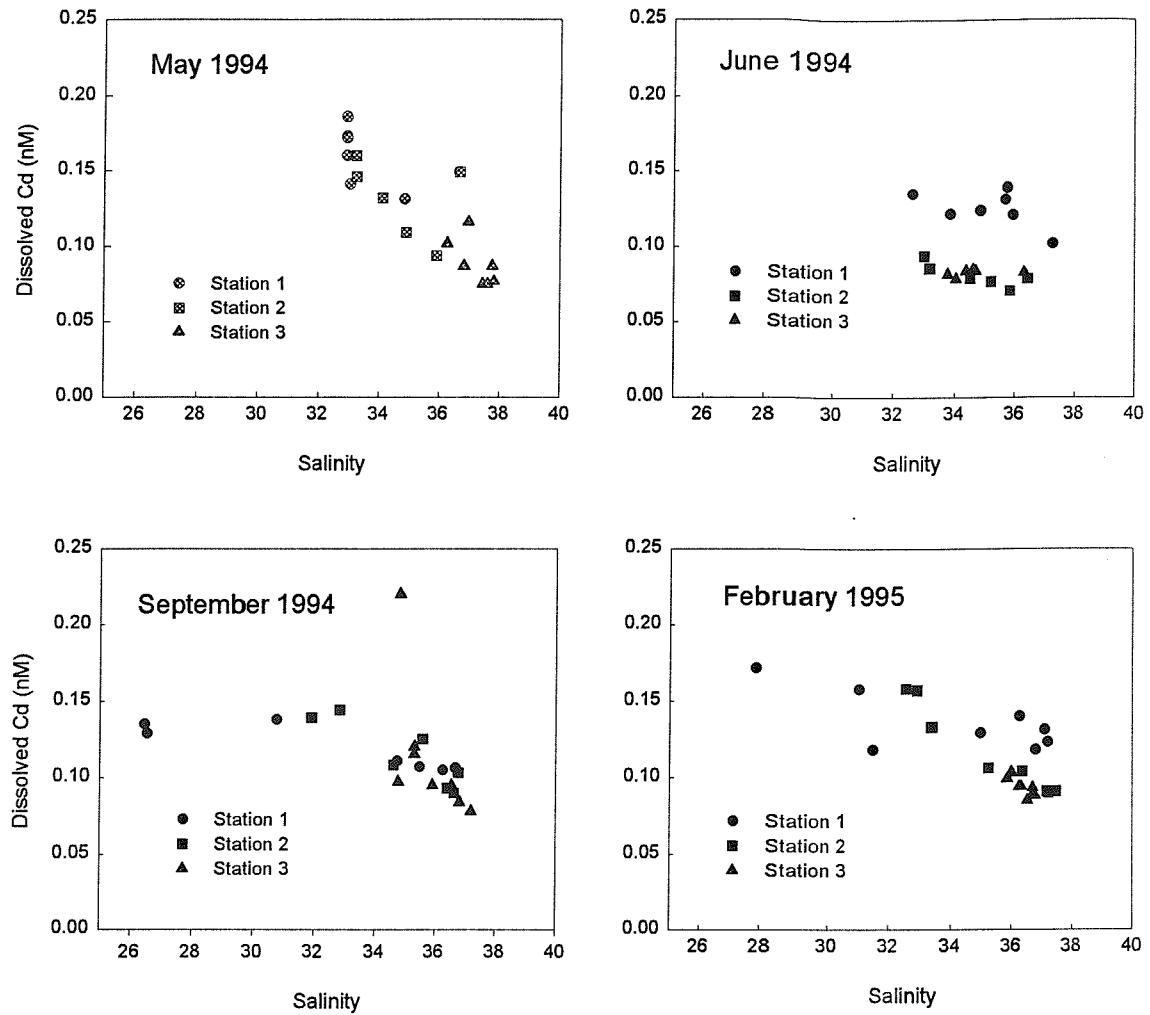 May 1994
Dissolved Cd (nM)
0.25
0.20
0.15
0.10
0.05
0.00
Station 1
Station 2
Station 3
26 28 30 32 34 36 38 40
Salinity
June 1994
0.25
0.20
0.15
0.10
0.05
0.00
Station 1
Station 2
Station 3
26 28 30 32 34 36 38 40
Salinity
September 1994
Dissolved Cd (nM)
0.25
0.20
0.15
0.10
0.05
0.00
Station 1
Station 2
Station 3
26 28 30 32 34 36 38 40
Salinity
February 1995
0.25
0.20
0.15
0.10
0.05
0.00
Station 1
Station 2
Station 3
26 28 30 32 34 36 38 40
Salinity